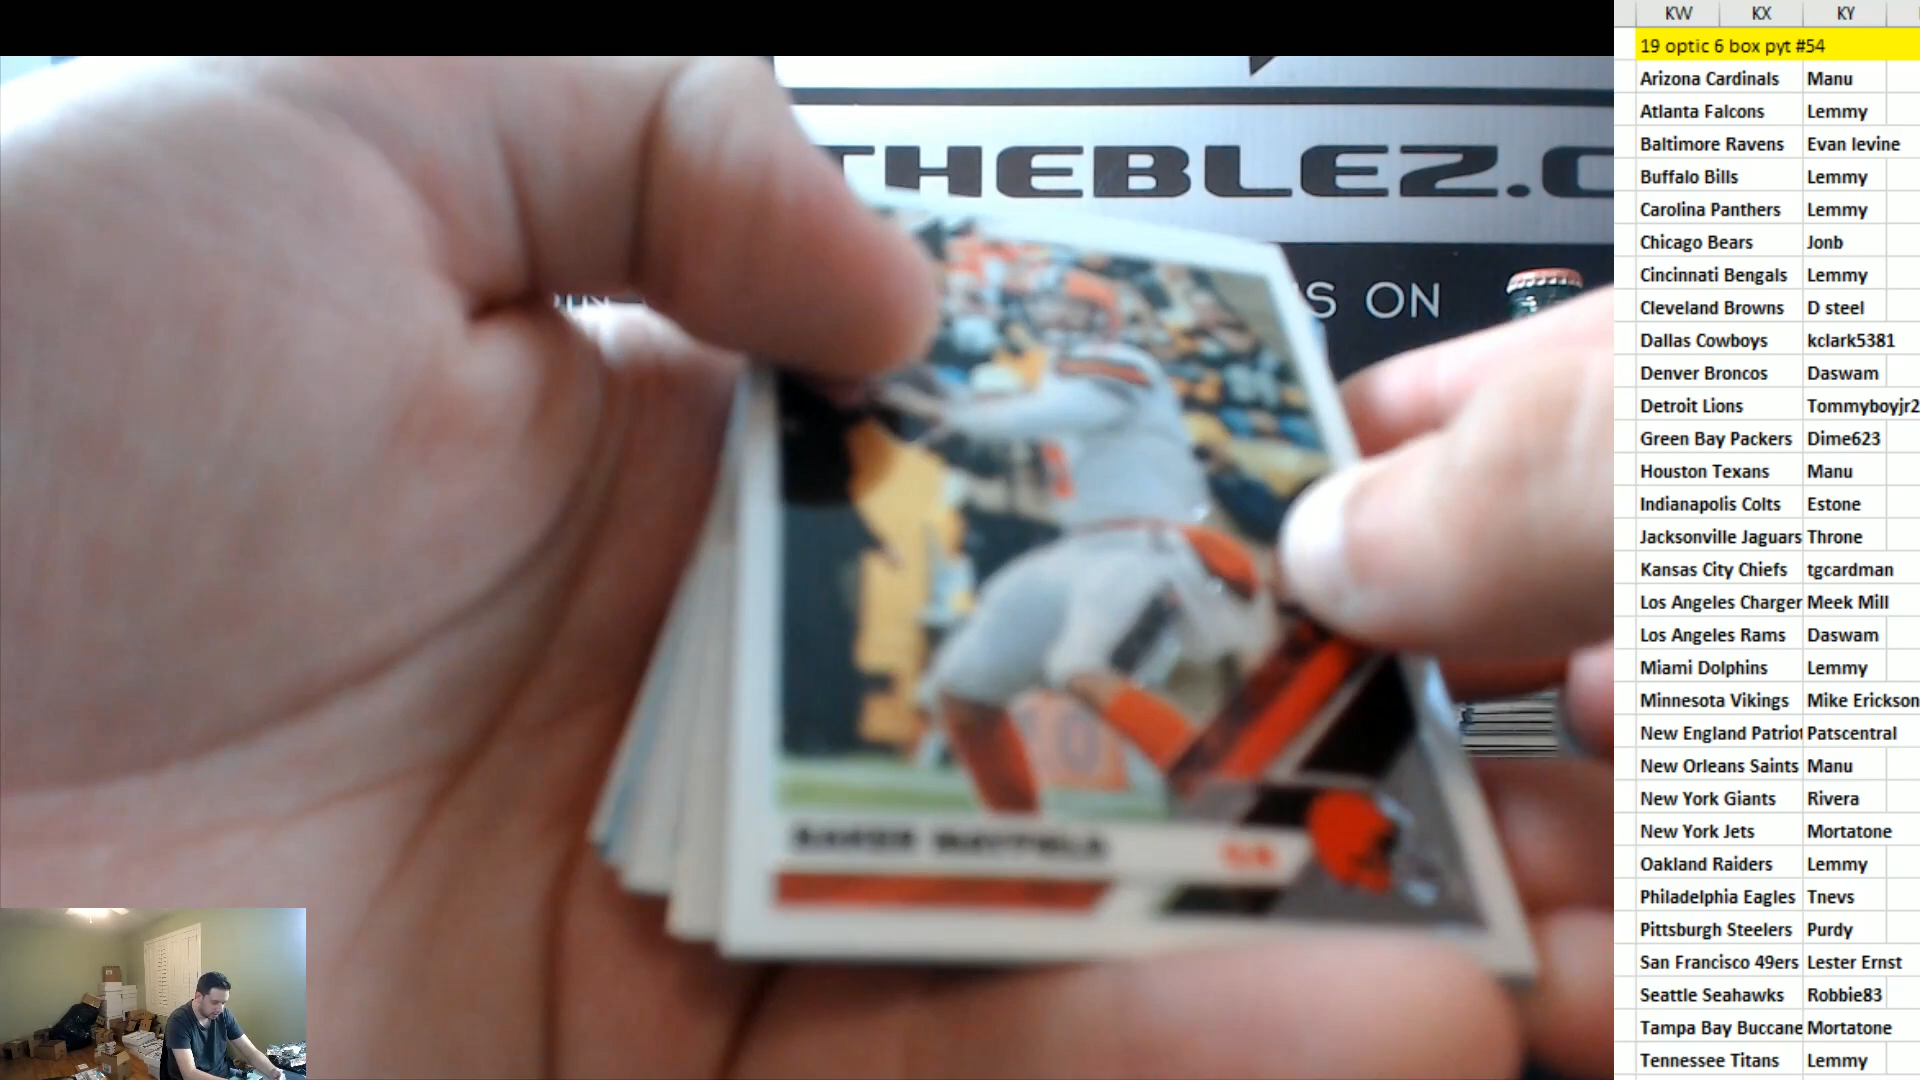 THEBLEZ.C
S ON
BAKER MAYFIELD QB
KW KX KY
19 optic 6 box pyt #54
Arizona Cardinals Manu
Atlanta Falcons Lemmy
Baltimore Ravens Evan levine
Buffalo Bills Lemmy
Carolina Panthers Lemmy
Chicago Bears Jonb
Cincinnati Bengals Lemmy
Cleveland Browns D steel
Dallas Cowboys kclark5381
Denver Broncos Daswam
Detroit Lions Tommyboyjr2
Green Bay Packers Dime623
Houston Texans Manu
Indianapolis Colts Estone
Jacksonville Jaguars Throne
Kansas City Chiefs tgcardman
Los Angeles Charger Meek Mill
Los Angeles Rams Daswam
Miami Dolphins Lemmy
Minnesota Vikings Mike Erickson
New England Patriot Patscentral
New Orleans Saints Manu
New York Giants Rivera
New York Jets Mortatone
Oakland Raiders Lemmy
Philadelphia Eagles Tnevs
Pittsburgh Steelers Purdy
San Francisco 49ers Lester Ernst
Seattle Seahawks Robbie83
Tampa Bay Buccane Mortatone
Tennessee Titans Lemmy